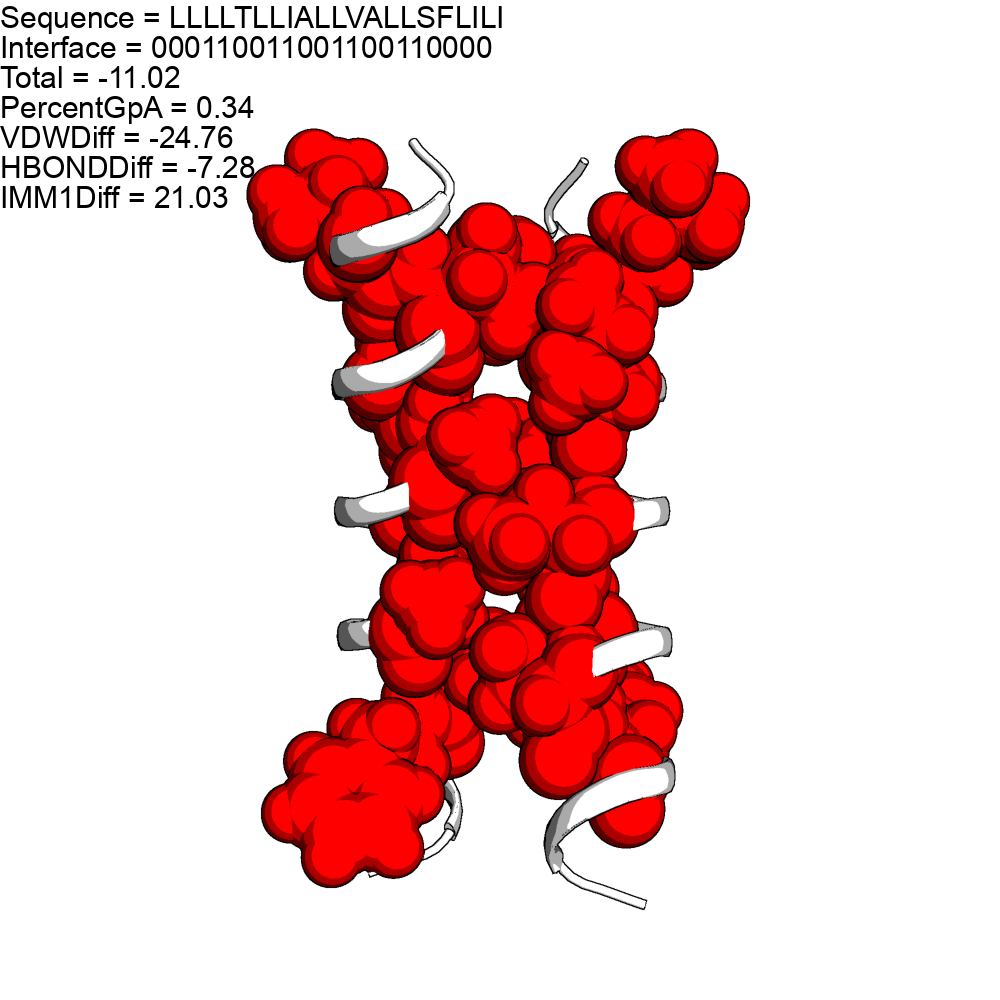 Sequence = LLLLTLLIALLVALLSFLILI
Interface = 000110011001100110000
Total = -11.02
PercentGpA = 0.34
VDWDiff = -24.76
HBONDDiff = -7.28
IMM1Diff = 21.03